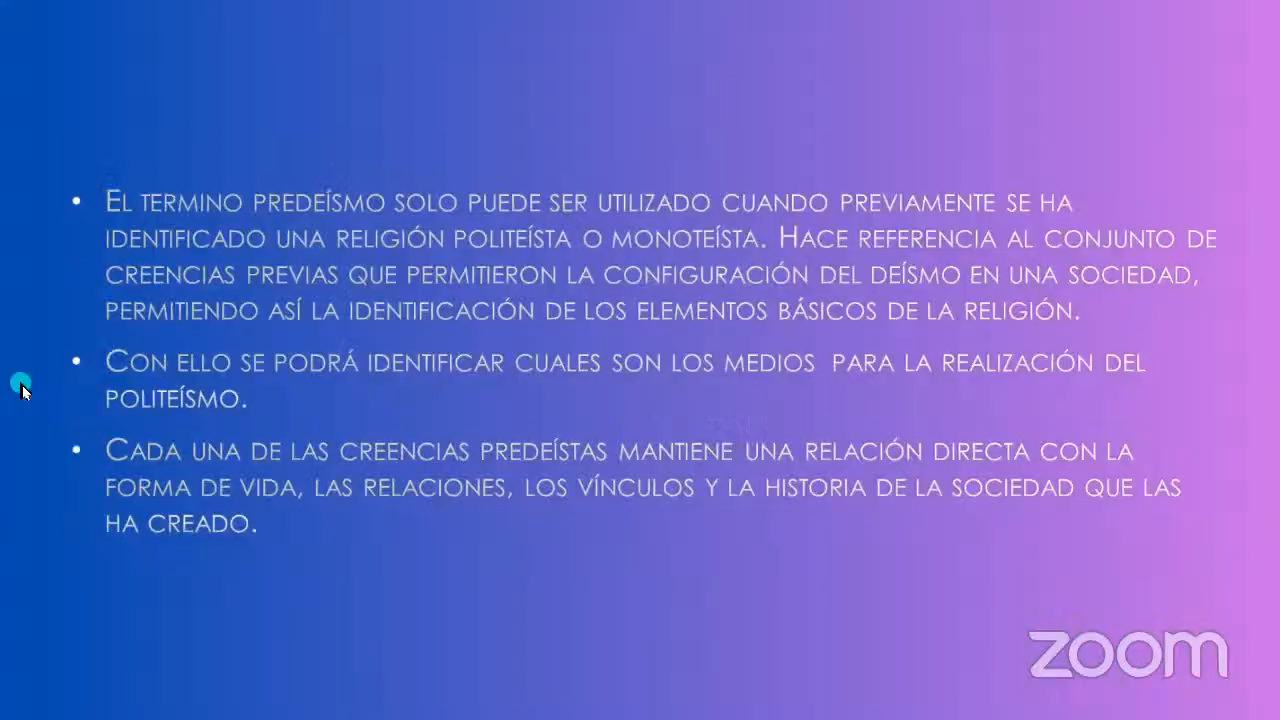 • El termino predeísmo solo puede ser utilizado cuando previamente se ha
identificado una religión politeísta o monoteísta. Hace referencia al conjunto de
creencias previas que permitieron la configuración del deísmo en una sociedad,
permitiendo así la identificación de los elementos básicos de la religión.
• Con ello se podrá identificar cuales son los medios para la realización del
politeísmo.
• Cada una de las creencias predeístas mantiene una relación directa con la
forma de vida, las relaciones, los vínculos y la historia de la sociedad que las
ha creado.
zoom